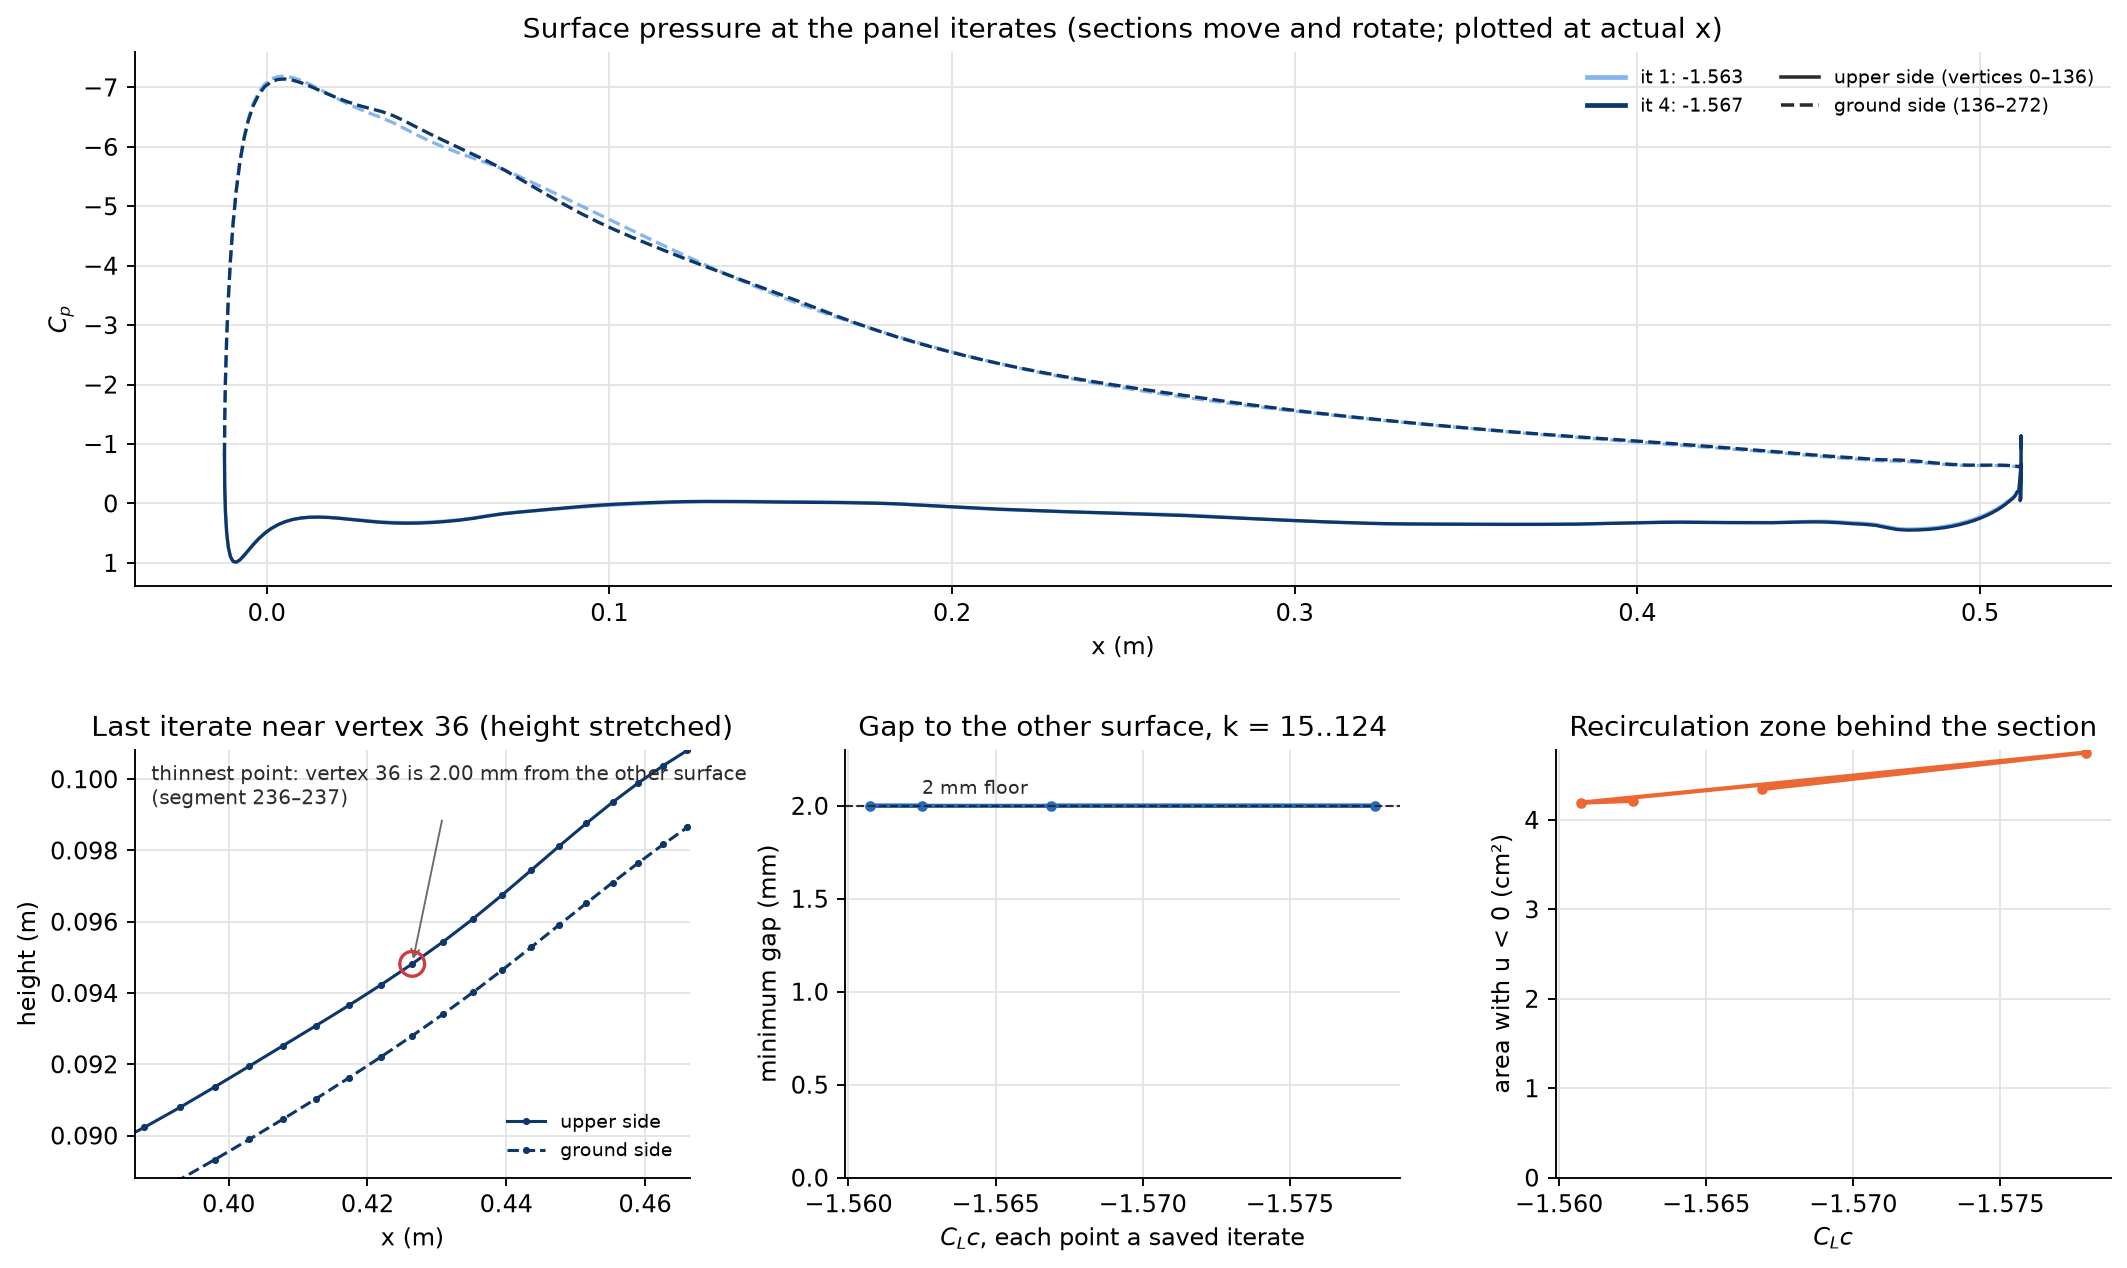 Surface pressure at the panel iterates (sections move and rotate; plotted at actual x)
it 1: -1.563
it 4: -1.567
upper side (vertices 0–136)
ground side (136–272)
−7
−6
−5
−4
−3
−2
−1
0
1
Cp
0.0
0.1
0.2
0.3
0.4
0.5
x (m)
Last iterate near vertex 36 (height stretched)
thinnest point: vertex 36 is 2.00 mm from the other surface
(segment 236–237)
0.100
0.098
0.096
0.094
0.092
0.090
height (m)
upper side
ground side
0.40
0.42
0.44
0.46
x (m)
Gap to the other surface, k = 15..124
2 mm floor
2.0
1.5
1.0
0.5
0.0
minimum gap (mm)
−1.560
−1.565
−1.570
−1.575
CLc, each point a saved iterate
Recirculation zone behind the section
4
3
2
1
0
area with u < 0 (cm²)
−1.560
−1.565
−1.570
−1.575
CLc